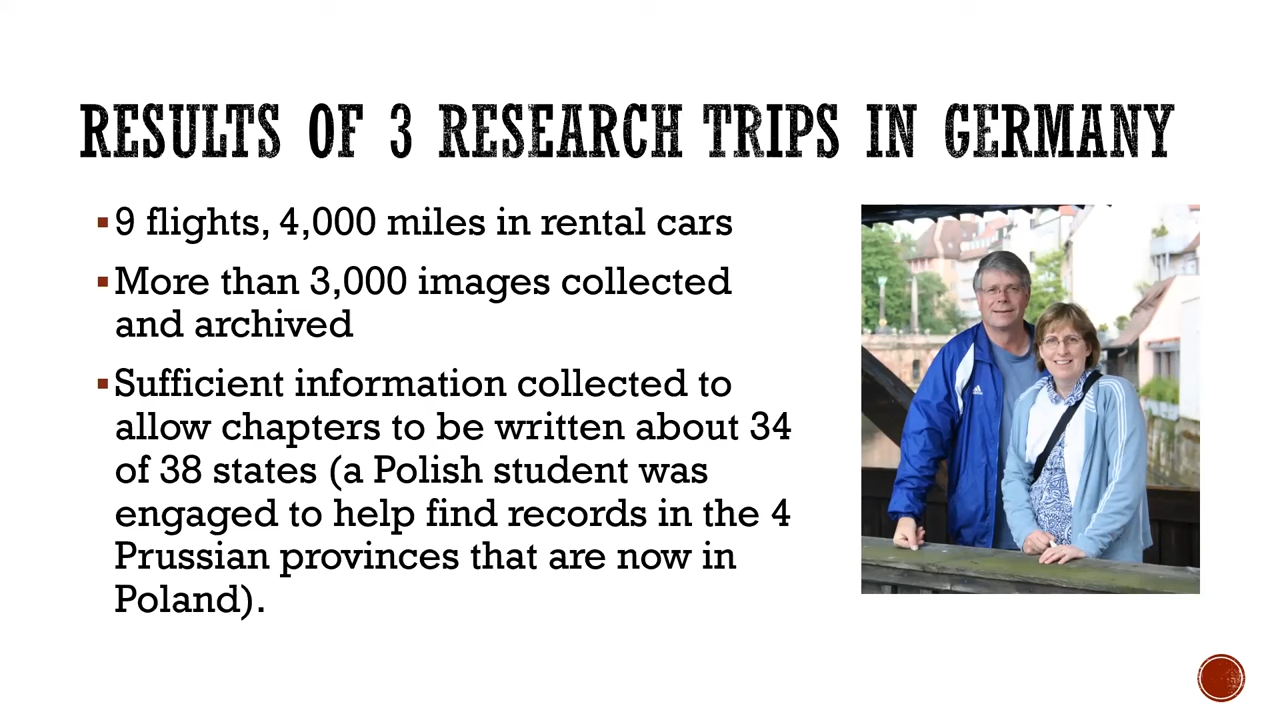 RESULTS OF 3 RESEARCH TRIPS IN GERMANY
▪9 flights, 4,000 miles in rental cars
▪More than 3,000 images collected
and archived
▪Sufficient information collected to
allow chapters to be written about 34
of 38 states (a Polish student was
engaged to help find records in the 4
Prussian provinces that are now in
Poland).